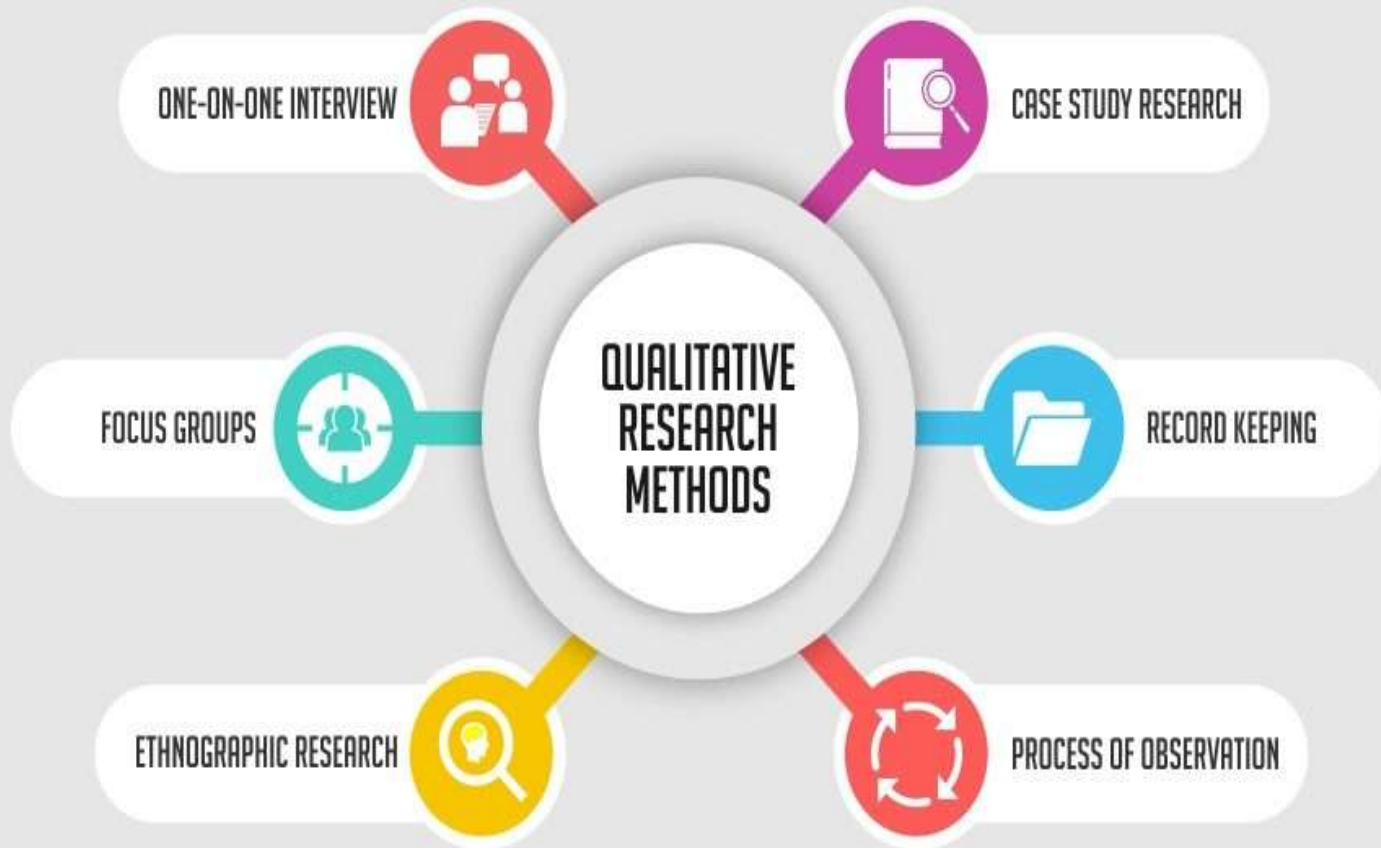 ONE-ON-ONE INTERVIEW
CASE STUDY RESEARCH
QUALITATIVE
RESEARCH
METHODS
FOCUS GROUPS
RECORD KEEPING
ETHNOGRAPHIC RESEARCH
PROCESS OF OBSERVATION